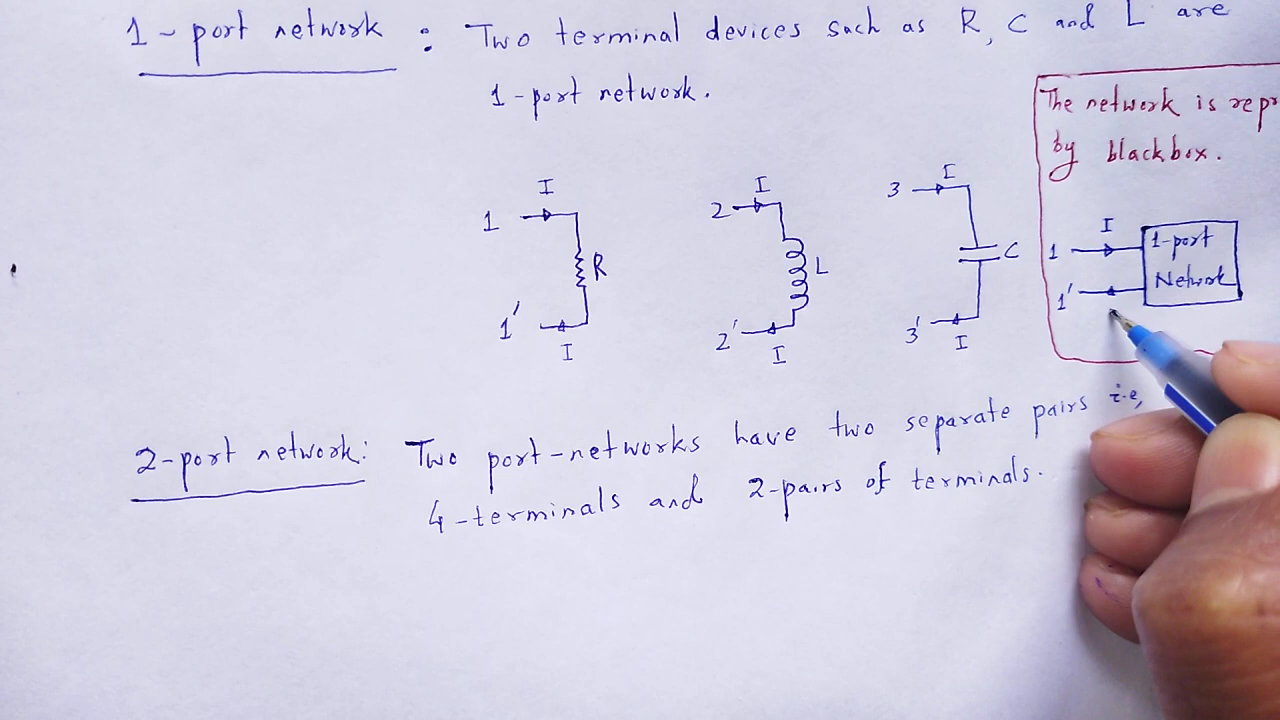 1-port network : Two terminal devices such as R, C and L are
1-port network.
The network is
by blackbox.
I
1
R
1'
I
I
2
L
2'
I
I
3
C
3'
I
I
1
1'
1-port
Network
2-port network: Two port-networks have two separate pairs i.e,
4-terminals and 2-pairs of terminals.